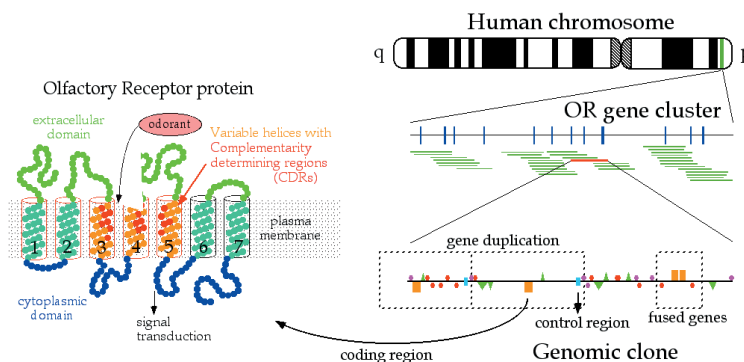 Human chromosome
q
p
Olfactory Receptor protein
extracellular
domain
odorant
Variable helices with
Complementarity
determining regions
(CDRs)
OR gene cluster
1 2 3 4 5 6 7
plasma
membrane
cytoplasmic
domain
signal
transduction
gene duplication
control region
fused genes
coding region
Genomic clone